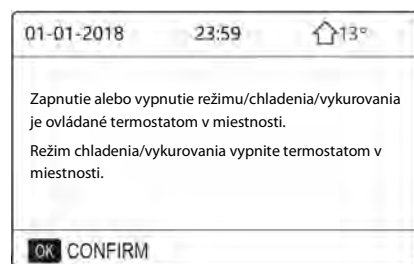 01-01-2018 23:59 13°
Zapnutie alebo vypnutie režimu/chladenia/vykurovania
je ovládané termostatom v miestnosti.
Režim chladenia/vykurovania vypnite termostatom v
miestnosti.
OK CONFIRM